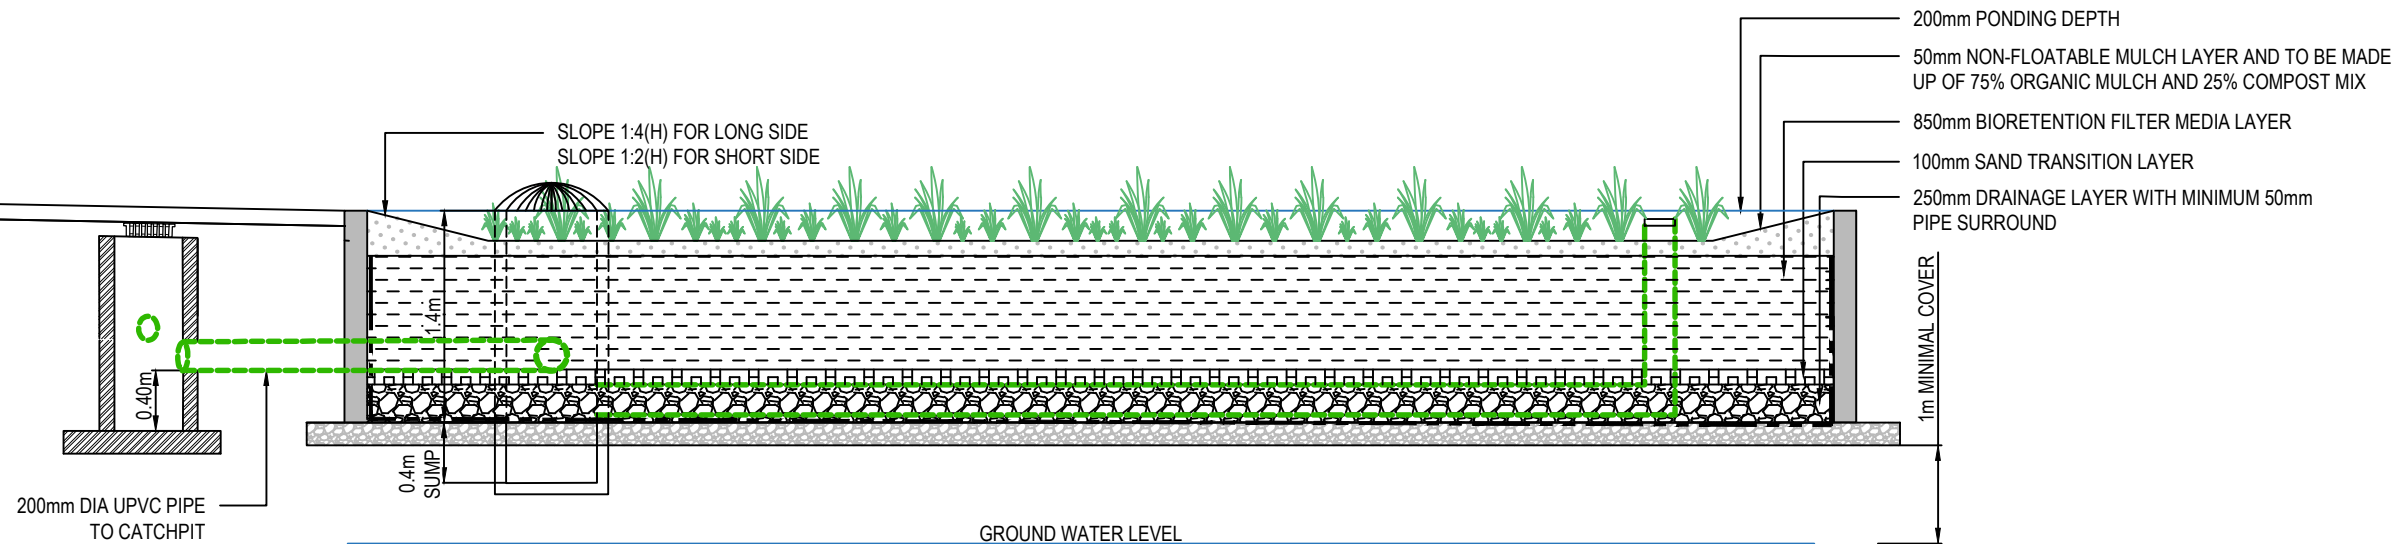 200mm PONDING DEPTH
50mm NON-FLOATABLE MULCH LAYER AND TO BE MADE
UP OF 75% ORGANIC MULCH AND 25% COMPOST MIX
SLOPE 1:4(H) FOR LONG SIDE
SLOPE 1:2(H) FOR SHORT SIDE
850mm BIORETENTION FILTER MEDIA LAYER
100mm SAND TRANSITION LAYER
250mm DRAINAGE LAYER WITH MINIMUM 50mm
PIPE SURROUND
1m MINIMAL COVER
1.4m
0.40m
0.4m
SUMP
200mm DIA UPVC PIPE
TO CATCHPIT
GROUND WATER LEVEL